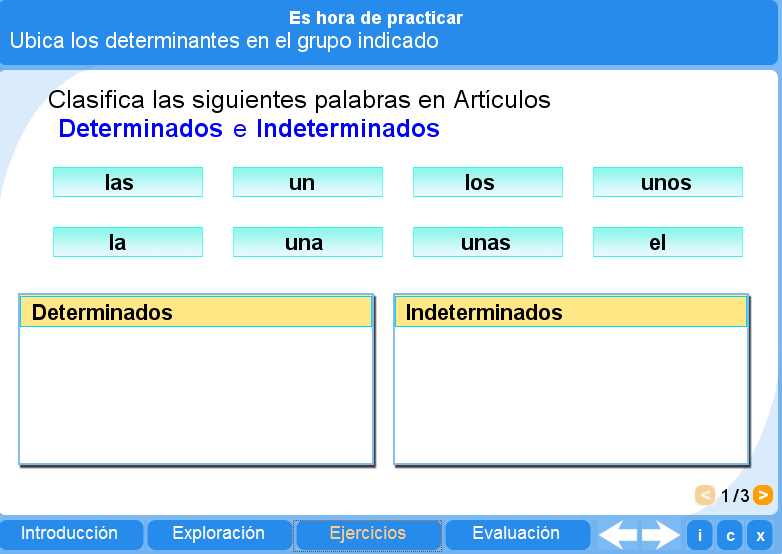 Es hora de practicar
Ubica los determinantes en el grupo indicado
Clasifica las siguientes palabras en Artículos
Determinados e Indeterminados
las un los unos
la una unas el
Determinados Indeterminados
< 1/3 >
Introducción Exploración Ejercicios Evaluación i c x